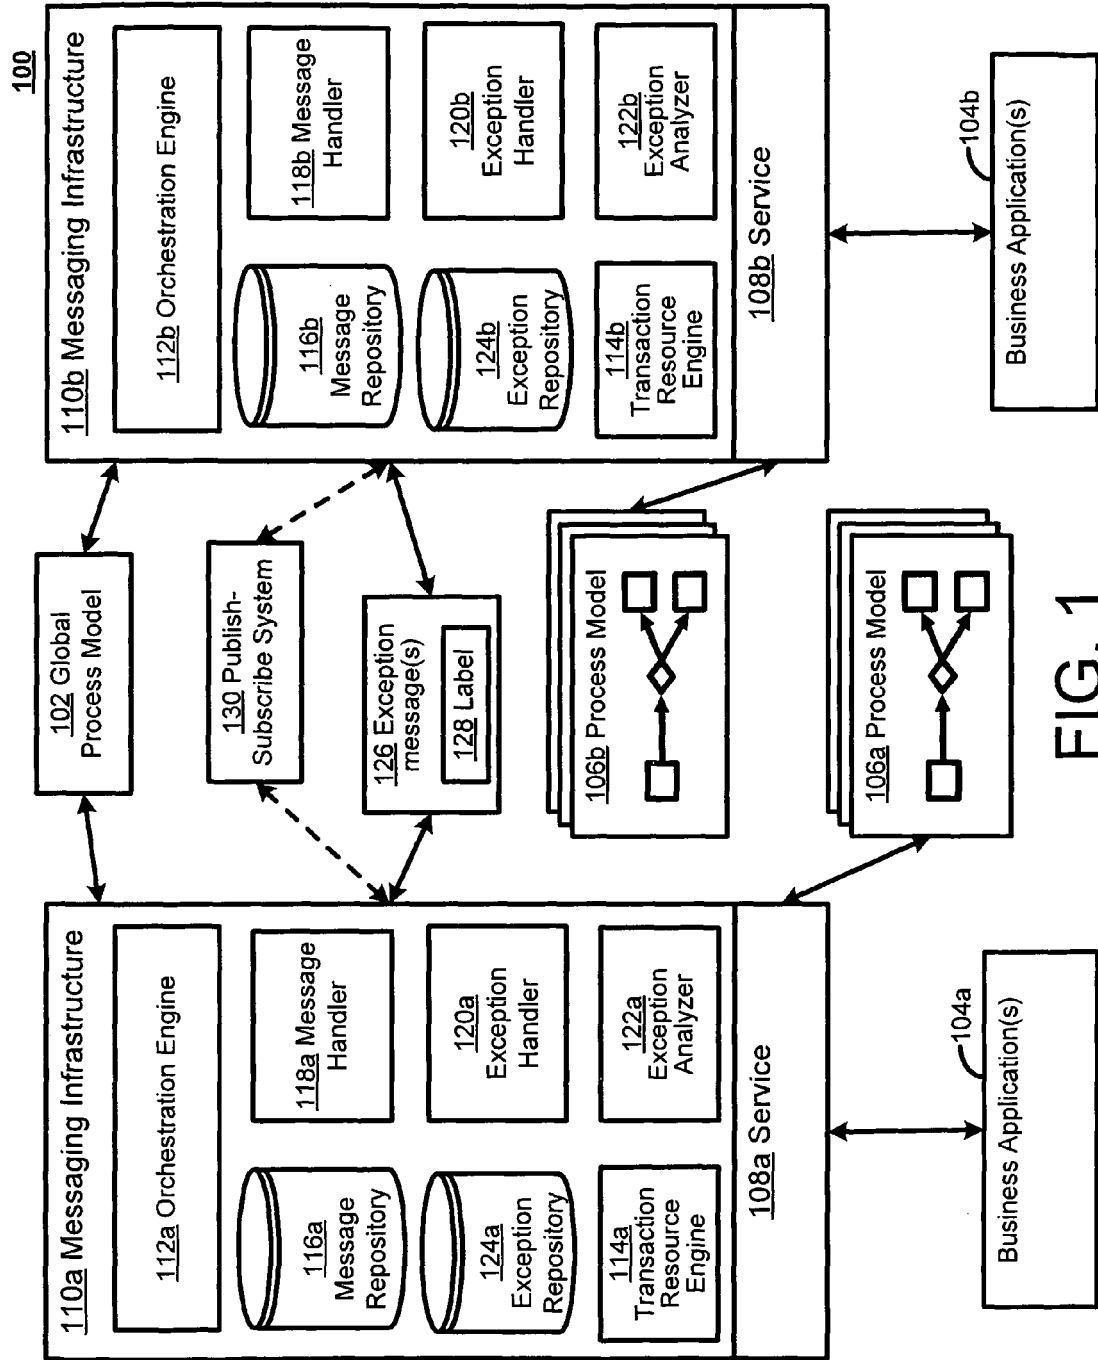 100
110a Messaging Infrastructure
112a Orchestration Engine
116a
Message
Repository
118a Message
Handler
124a
Exception
Repository
120a
Exception
Handler
114a
Transaction
Resource
Engine
122a
Exception
Analyzer
108a Service
104a
Business Application(s)
102 Global
Process Model
130 Publish-
Subscribe System
126 Exception
message(s)
128 Label
106b Process Model
106a Process Model
110b Messaging Infrastructure
112b Orchestration Engine
116b
Message
Repository
118b Message
Handler
124b
Exception
Repository
120b
Exception
Handler
114b
Transaction
Resource
Engine
122b
Exception
Analyzer
108b Service
104b
Business Application(s)
FIG. 1